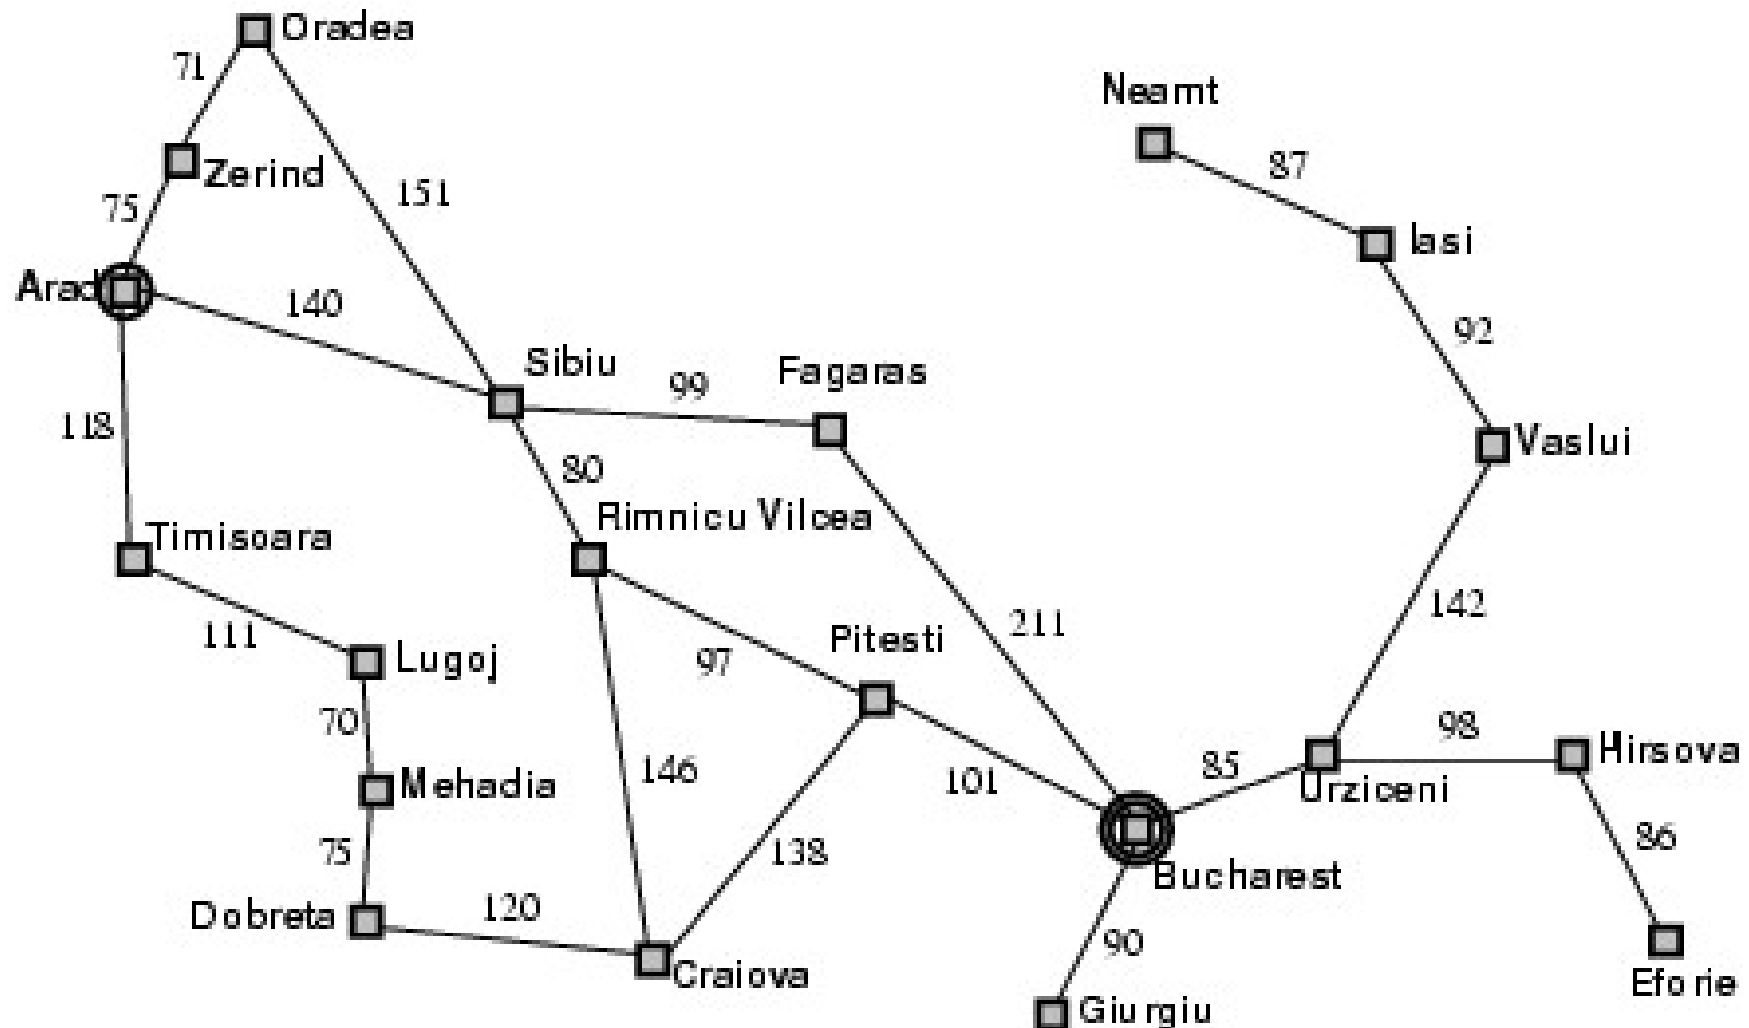 Oradea
71
Neamt
87
Zerind
75
151
Iasi
Arad
140
92
Sibiu
99
Fagaras
118
80
Vaslui
Timisoara
Rimnicu Vilcea
142
211
111
Lugoj
97
Pitesti
70
98
Hirsova
146
101
85
Mehadia
Urziceni
75
138
86
Bucharest
Dobreta
120
90
Craiova
Eforie
Giurgiu